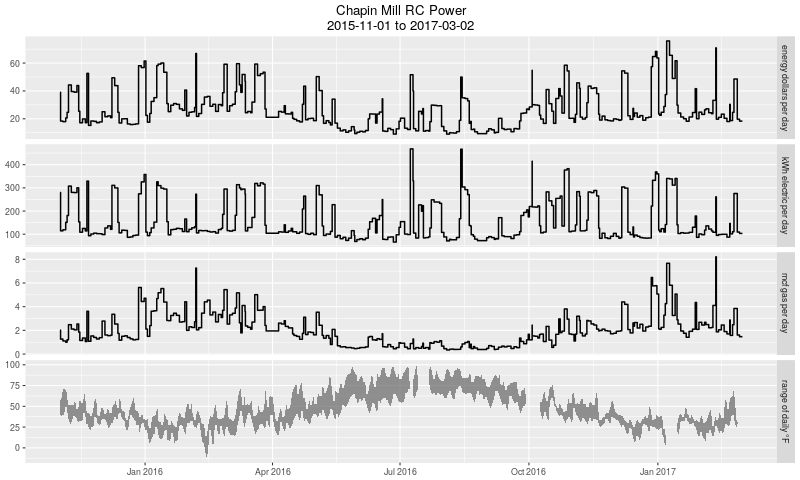 Chapin Mill RC Power
2015-11-01 to 2017-03-02
60
40
20
energy dollars per day
400
300
200
100
kWh electric per day
8
6
4
2
0
mcf gas per day
100
75
50
25
0
range of daily °F
Jan 2016
Apr 2016
Jul 2016
Oct 2016
Jan 2017